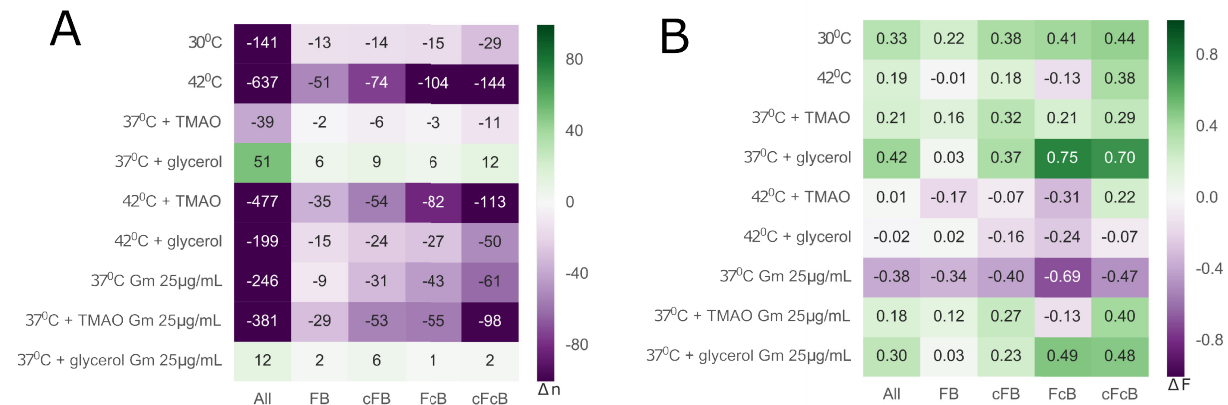 A
30⁰C -141 -13 -14 -15 -29
42⁰C -637 -51 -74 -104 -144
37⁰C + TMAO -39 -2 -6 -3 -11
37⁰C + glycerol 51 6 9 6 12
42⁰C + TMAO -477 -35 -54 -82 -113
42⁰C + glycerol -199 -15 -24 -27 -50
37⁰C Gm 25μg/mL -246 -9 -31 -43 -61
37⁰C + TMAO Gm 25μg/mL -381 -29 -53 -55 -98
37⁰C + glycerol Gm 25μg/mL 12 2 6 1 2
All FB cFB FcB cFcB
80
40
0
-40
-80
Δn
B
30⁰C 0.33 0.22 0.38 0.41 0.44
42⁰C 0.19 -0.01 0.18 -0.13 0.38
37⁰C + TMAO 0.21 0.16 0.32 0.21 0.29
37⁰C + glycerol 0.42 0.03 0.37 0.75 0.70
42⁰C + TMAO 0.01 -0.17 -0.07 -0.31 0.22
42⁰C + glycerol -0.02 0.02 -0.16 -0.24 -0.07
37⁰C Gm 25μg/mL -0.38 -0.34 -0.40 -0.69 -0.47
37⁰C + TMAO Gm 25μg/mL 0.18 0.12 0.27 -0.13 0.40
37⁰C + glycerol Gm 25μg/mL 0.30 0.03 0.23 0.49 0.48
All FB cFB FcB cFcB
0.8
0.4
0.0
-0.4
-0.8
ΔF